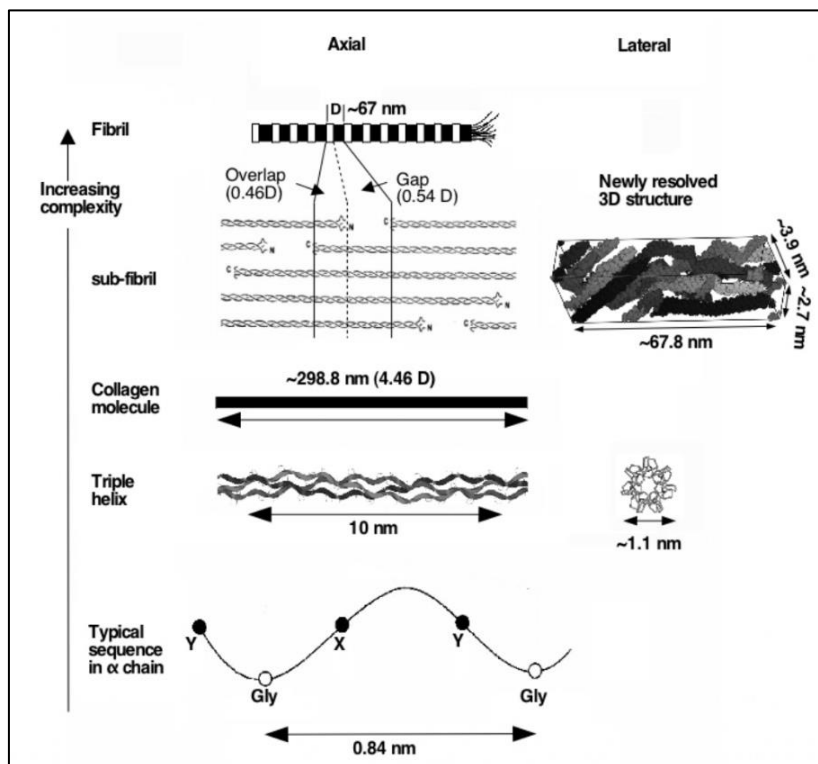 Axial
Lateral
D ~67 nm
Fibril
Increasing
complexity
Overlap
(0.46D)
Gap
(0.54 D)
Newly resolved
3D structure
N
C
N
C
C
N
N
C
sub-fibril
~3.9 nm
~2.7 nm
~67.8 nm
~298.8 nm (4.46 D)
Collagen
molecule
Triple
helix
10 nm
~1.1 nm
Typical
sequence
in α chain
Y
X
Y
Gly
Gly
0.84 nm